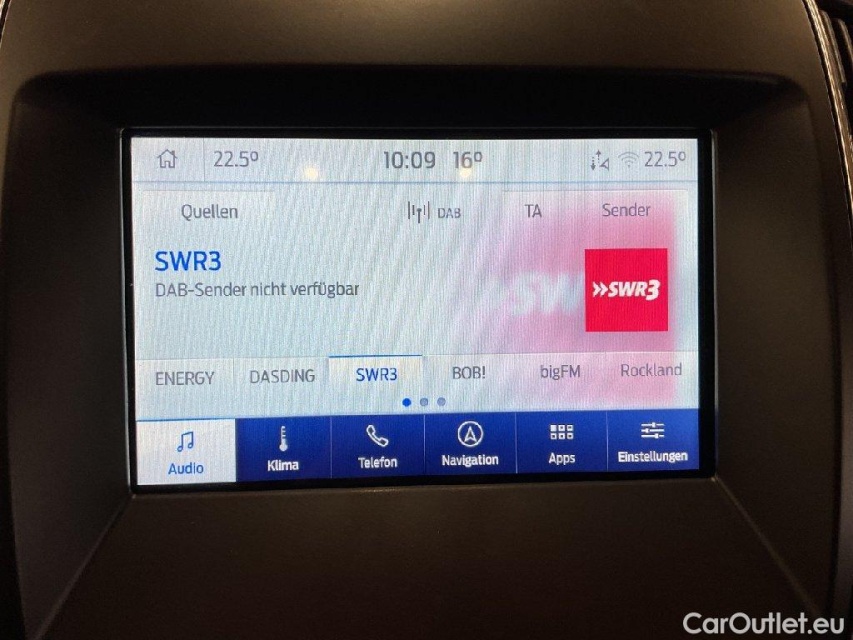 22.5° 10:09 16° 22.5°
Quellen DAB TA Sender
SWR3
DAB-Sender nicht verfügbar
SW »SWR3
ENERGY DASDING SWR3 BOB! bigFM Rockland
Audio Klima Telefon Navigation Apps Einstellungen
CarOutlet.eu